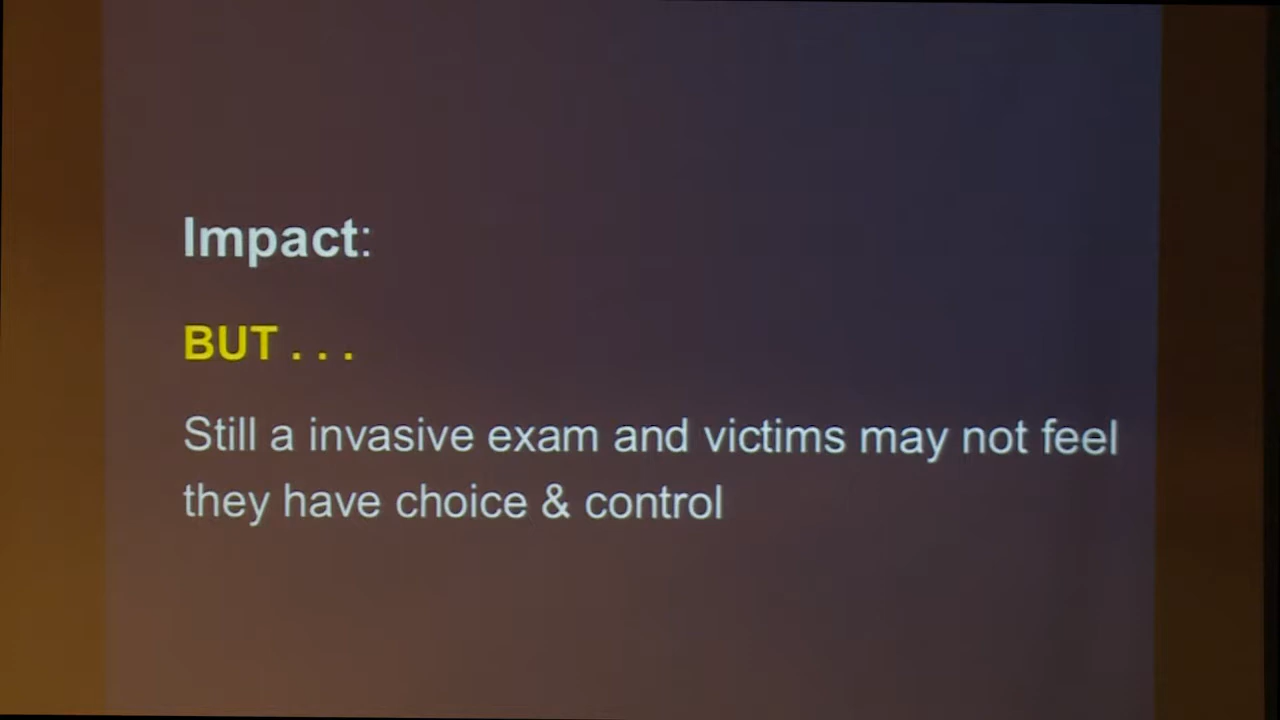 Impact:
BUT . . .
Still a invasive exam and victims may not feel
they have choice & control